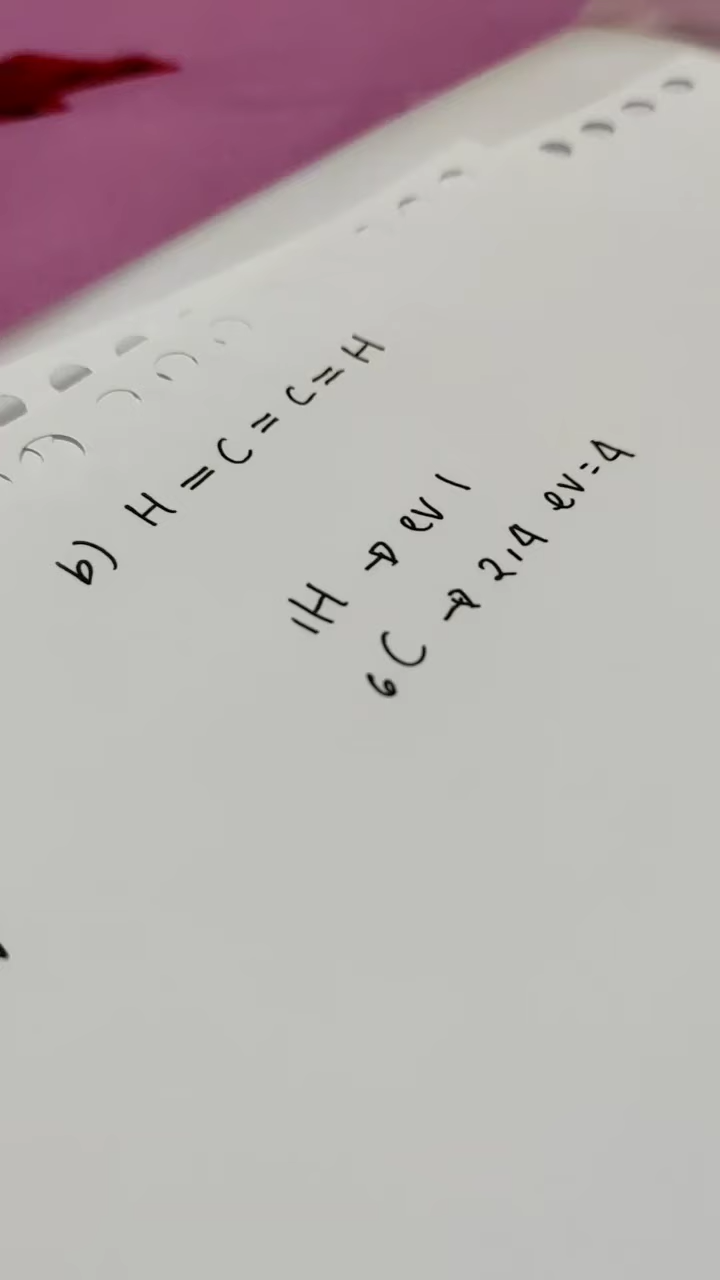 b) H = C = C = H
1H → ev 1
6C → 2,4 ev = 4